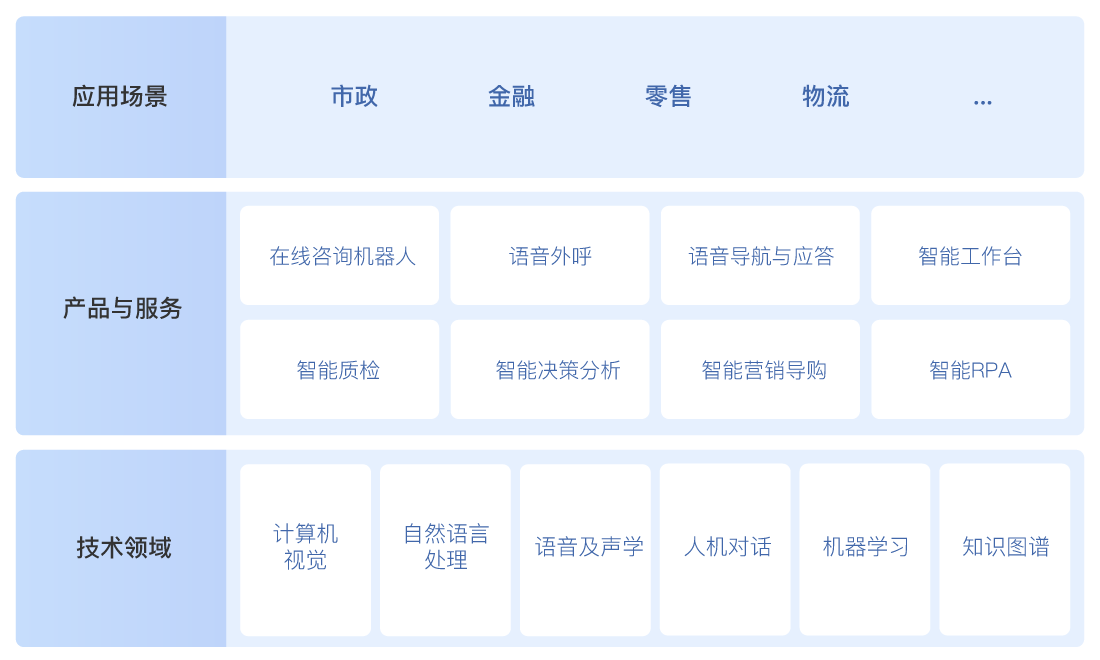 应用场景
市政
金融
零售
物流
...
产品与服务
在线咨询机器人
语音外呼
语音导航与应答
智能工作台
智能质检
智能决策分析
智能营销导购
智能RPA
技术领域
计算机
视觉
自然语言
处理
语音及声学
人机对话
机器学习
知识图谱